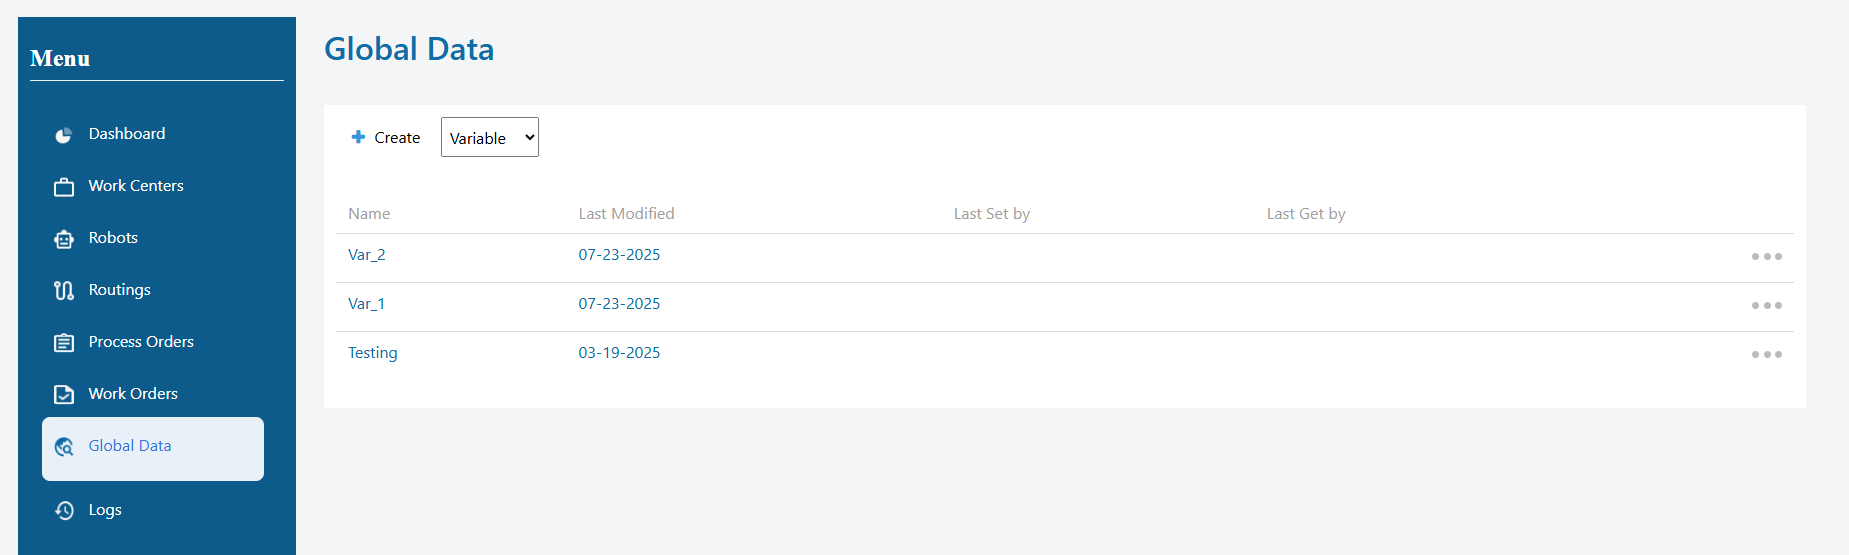 Menu
Dashboard
Work Centers
Robots
Routings
Process Orders
Work Orders
Global Data
Logs
Global Data
Create
Variable
Name Last Modified Last Set by Last Get by
Var_2 07-23-2025
Var_1 07-23-2025
Testing 03-19-2025